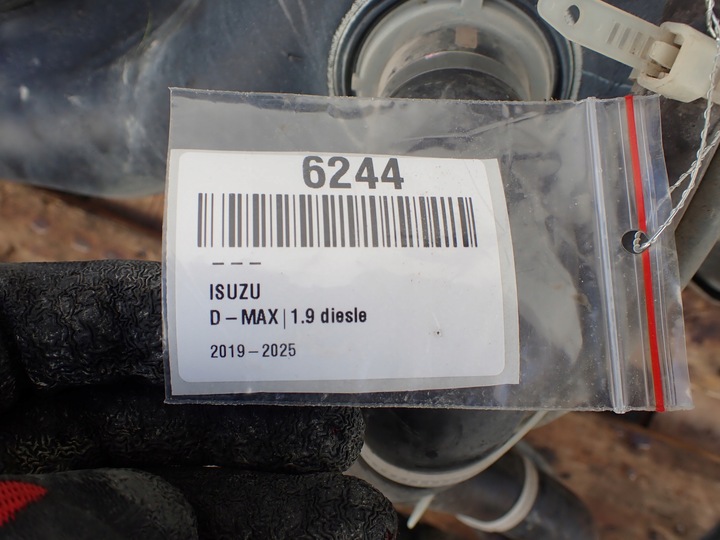 6244
– – –
ISUZU
D – MAX | 1.9 diesle
2019 – 2025